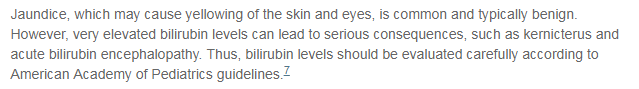 Jaundice, which may cause yellowing of the skin and eyes, is common and typically benign.
However, very elevated bilirubin levels can lead to serious consequences, such as kernicterus and
acute bilirubin encephalopathy. Thus, bilirubin levels should be evaluated carefully according to
American Academy of Pediatrics guidelines.7